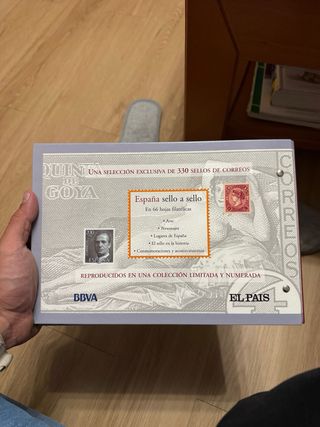 QUINTA
DE
GOYA
CORREOS
UNA SELECCIÓN EXCLUSIVA DE 330 SELLOS DE CORREOS
España sello a sello
En 66 hojas filatélicas
• Arte
• Personajes
• Lugares de España
• El sello en la historia
• Conmemoraciones y acontecimientos
REPRODUCIDOS EN UNA COLECCIÓN LIMITADA Y NUMERADA
BBVA
EL PAIS
4